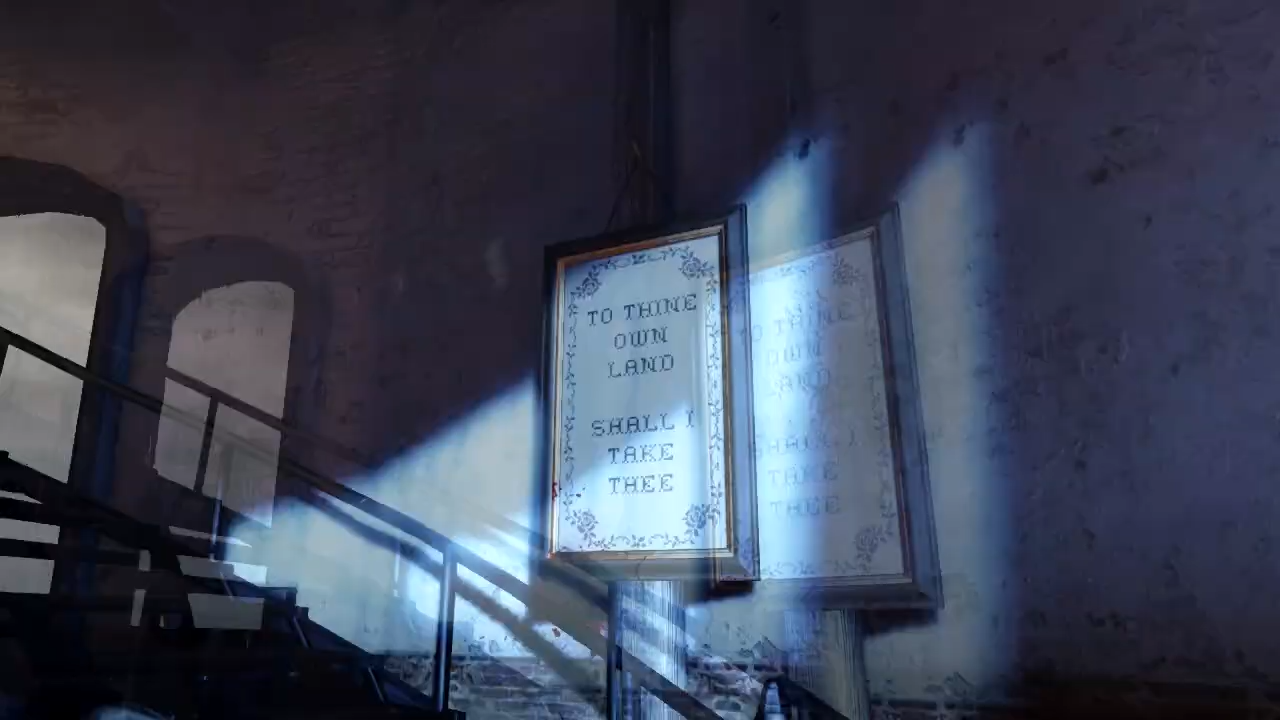 TO THINE
OWN
LAND
SHALL I
TAKE
THEE